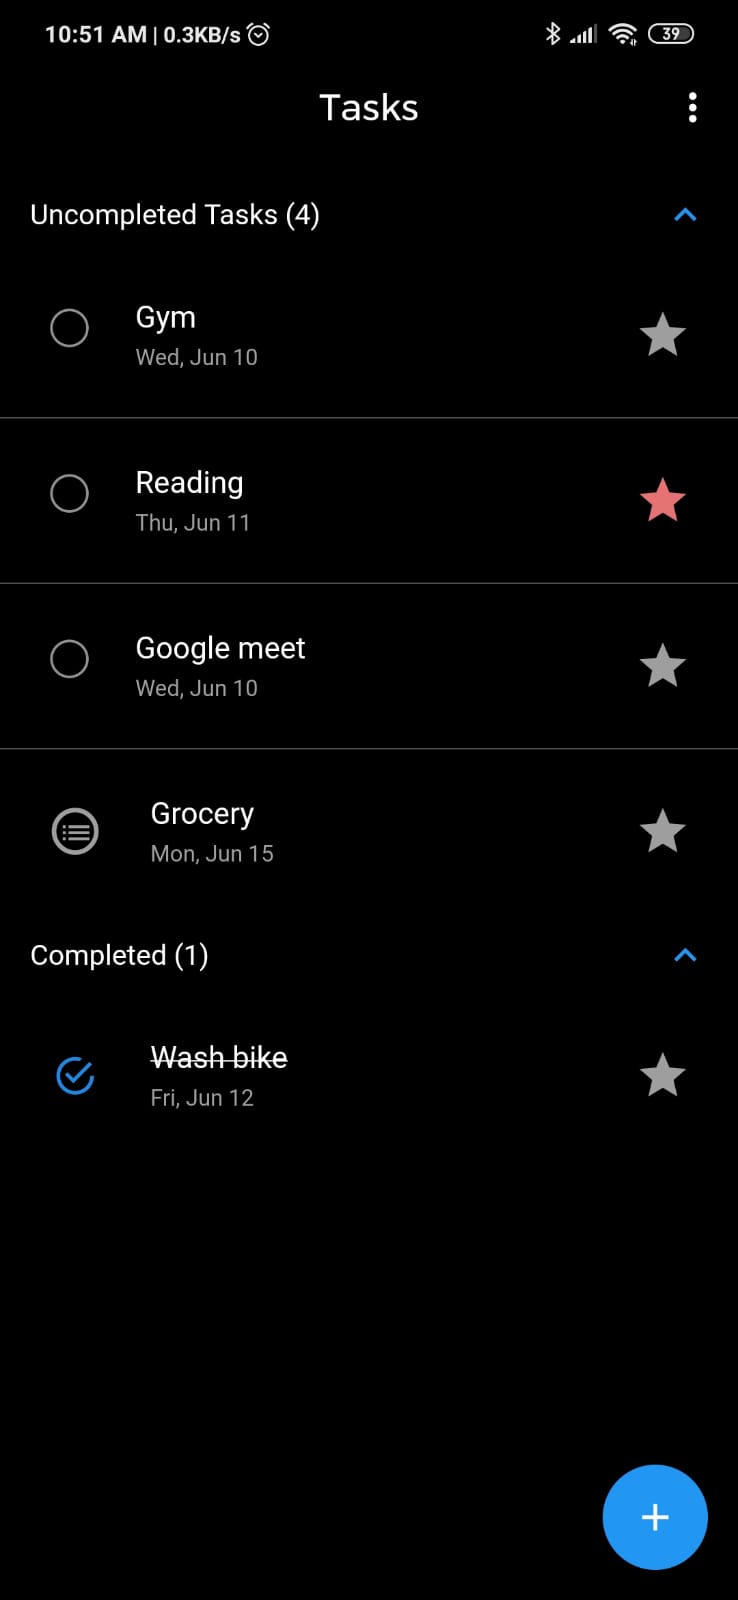 10:51 AM | 0.3KB/s 39
Tasks
Uncompleted Tasks (4)
Gym
Wed, Jun 10
Reading
Thu, Jun 11
Google meet
Wed, Jun 10
Grocery
Mon, Jun 15
Completed (1)
Wash bike
Fri, Jun 12